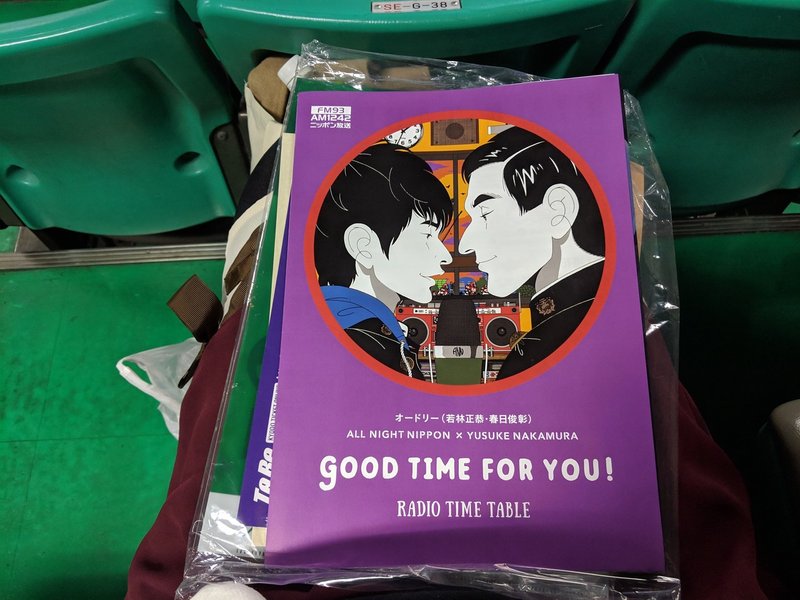 SE-G-38
FM93
AM1242
ニッポン放送
オードリー(若林正恭・春日俊彰)
ALL NIGHT NIPPON × YUSUKE NAKAMURA
GOOD TIME FOR YOU!
RADIO TIME TABLE